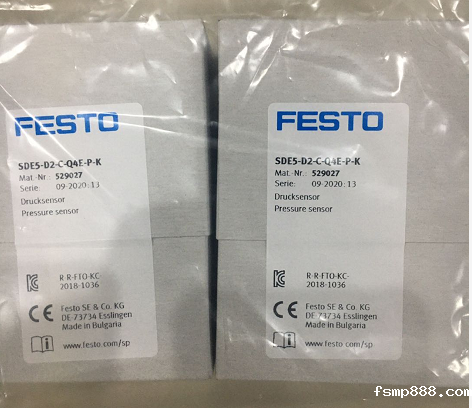 FESTO
SDE5-D2-C-Q4E-P-K
Mat.-Nr.: 529027
Serie: 09-2020:13
Drucksensor
Pressure sensor
R-R-FTO-KC-
2018-1036
CE Festo SE & Co. KG
DE-73734 Esslingen
Made in Bulgaria
www.festo.com/sp
FESTO
SDE5-D2-C-Q4E-P-K
Mat.-Nr.: 529027
Serie: 09-2020:13
Drucksensor
Pressure sensor
R-R-FTO-KC-
2018-1036
CE Festo SE & Co. KG
DE-73734 Esslingen
Made in Bulgaria
www.festo.com/sp
fsmp888.com